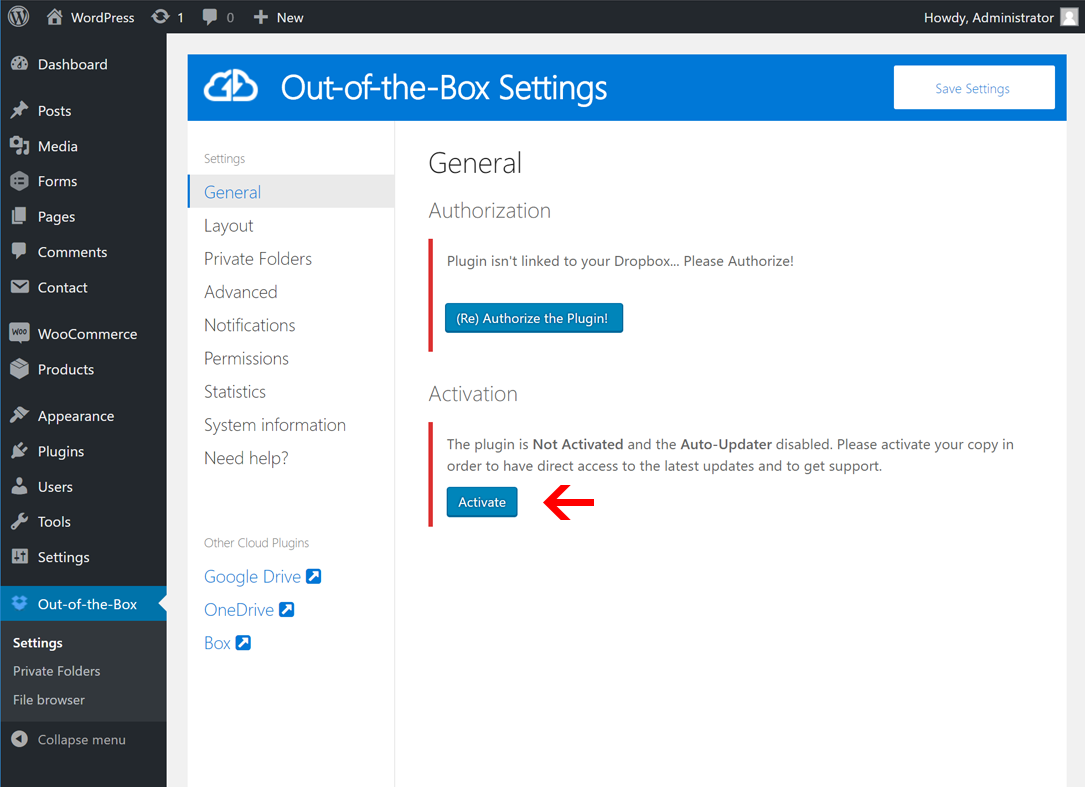 WordPress 1 0 New Howdy, Administrator
Dashboard
Posts
Media
Forms
Pages
Comments
Contact
WOO WooCommerce
Products
Appearance
Plugins
Users
Tools
Settings
Out-of-the-Box
Settings
Private Folders
File browser
Collapse menu
Out-of-the-Box Settings
Save Settings
Settings
General
Layout
Private Folders
Advanced
Notifications
Permissions
Statistics
System information
Need help?
Other Cloud Plugins
Google Drive
OneDrive
Box
General
Authorization
Plugin isn't linked to your Dropbox... Please Authorize!
(Re) Authorize the Plugin!
Activation
The plugin is Not Activated and the Auto-Updater disabled. Please activate your copy in
order to have direct access to the latest updates and to get support.
Activate